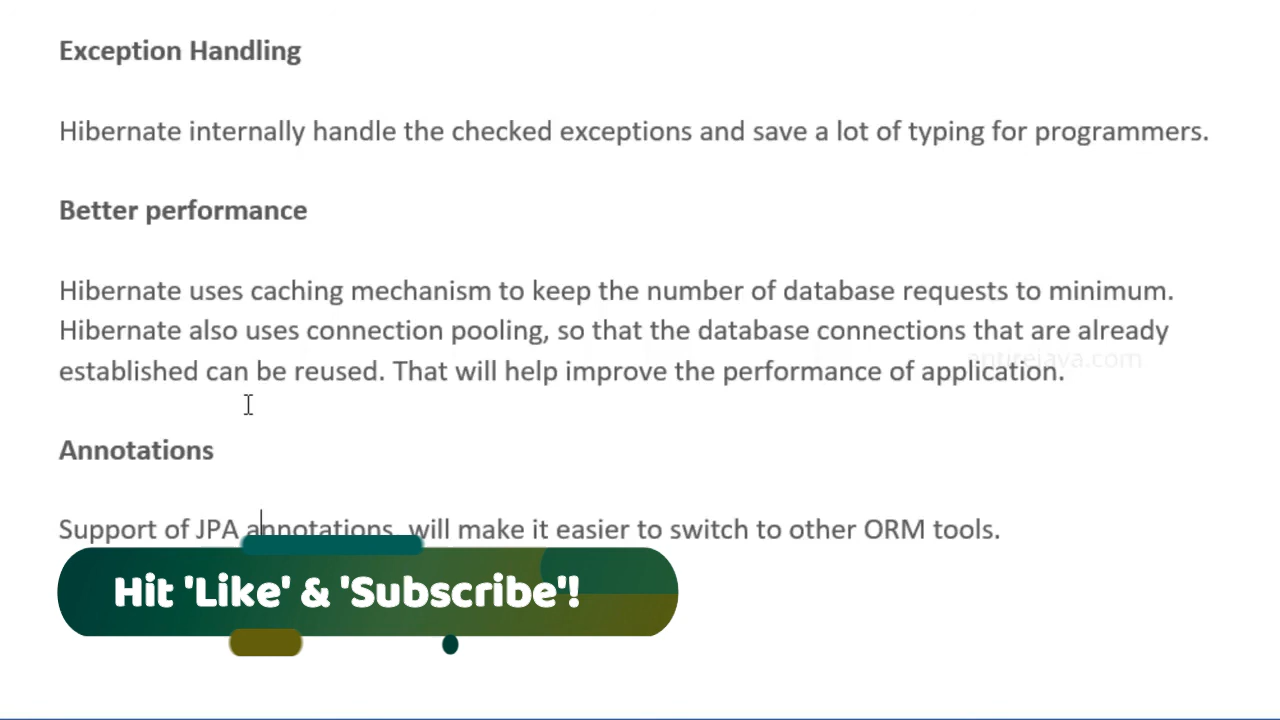 Exception Handling
Hibernate internally handle the checked exceptions and save a lot of typing for programmers.
Better performance
Hibernate uses caching mechanism to keep the number of database requests to minimum.
Hibernate also uses connection pooling, so that the database connections that are already
entirejava.com
established can be reused. That will help improve the performance of application.
Annotations
Support of JPA annotations will make it easier to switch to other ORM tools.
Hit 'Like' & 'Subscribe'!